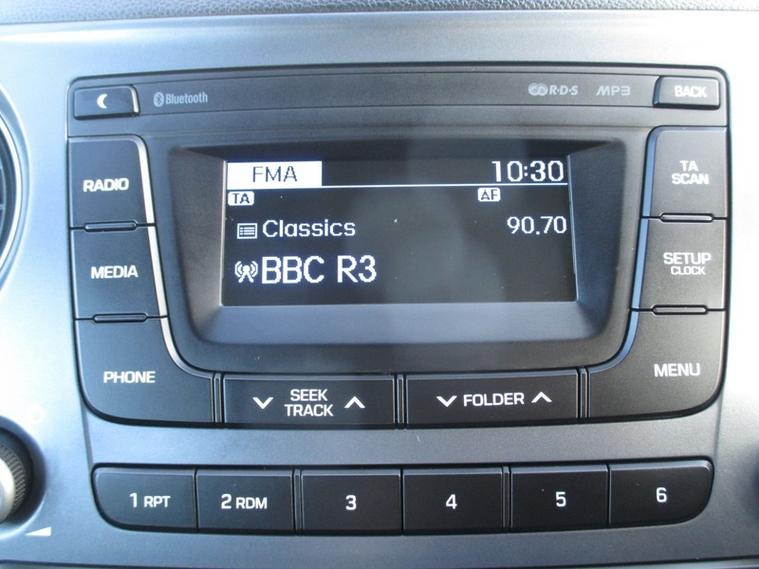 Bluetooth R·D·S MP3 BACK
RADIO
MEDIA
PHONE
FMA 10:30
TA AF
Classics 90.70
BBC R3
TA
SCAN
SETUP
CLOCK
MENU
SEEK
TRACK
FOLDER
1 RPT 2 RDM 3 4 5 6